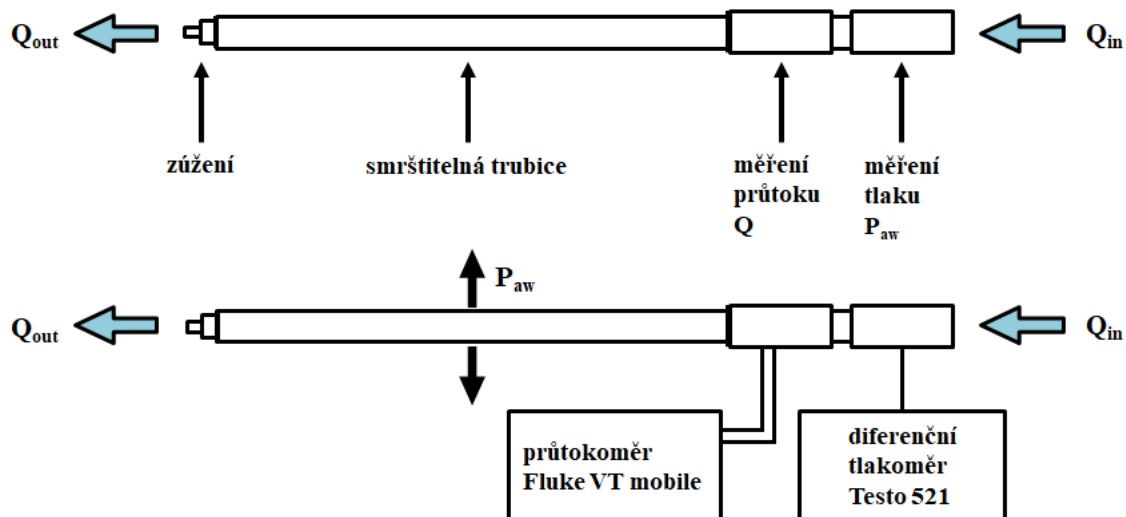 Qout
Qin
zúžení
smrštitelná trubice
měření
průtoku
Q
měření
tlaku
Paw
Paw
Qout
Qin
průtokoměr
Fluke VT mobile
diferenční
tlakoměr
Testo 521